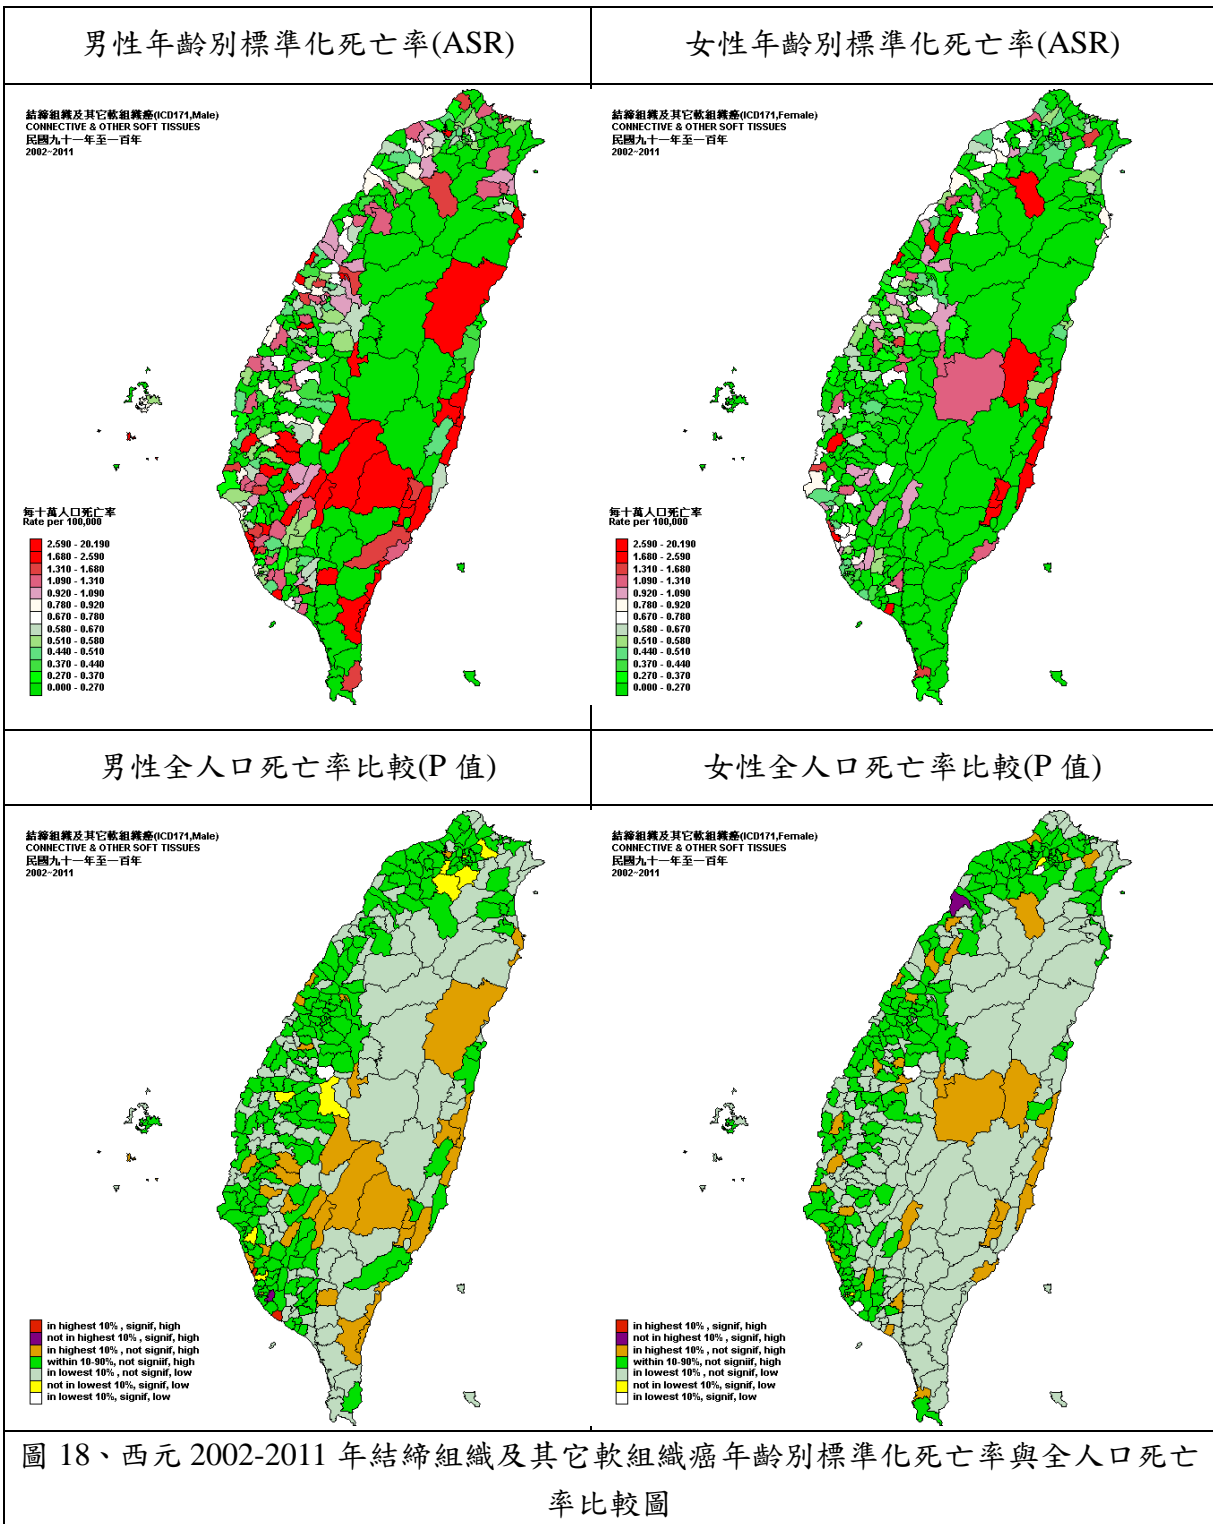 男性年齡別標準化死亡率(ASR)
女性年齡別標準化死亡率(ASR)
結締組織及其它軟組織癌(ICD171,Male)
CONNECTIVE & OTHER SOFT TISSUES
民國九十一年至一百年
2002~2011
每十萬人口死亡率
Rate per 100,000
2.590 - 20.190
1.680 - 2.590
1.310 - 1.680
1.090 - 1.310
0.920 - 1.090
0.780 - 0.920
0.670 - 0.780
0.580 - 0.670
0.510 - 0.580
0.440 - 0.510
0.370 - 0.440
0.270 - 0.370
0.000 - 0.270
結締組織及其它軟組織癌(ICD171,Female)
CONNECTIVE & OTHER SOFT TISSUES
民國九十一年至一百年
2002~2011
每十萬人口死亡率
Rate per 100,000
2.590 - 20.190
1.680 - 2.590
1.310 - 1.680
1.090 - 1.310
0.920 - 1.090
0.780 - 0.920
0.670 - 0.780
0.580 - 0.670
0.510 - 0.580
0.440 - 0.510
0.370 - 0.440
0.270 - 0.370
0.000 - 0.270
男性全人口死亡率比較(P 值)
女性全人口死亡率比較(P 值)
結締組織及其它軟組織癌(ICD171,Male)
CONNECTIVE & OTHER SOFT TISSUES
民國九十一年至一百年
2002~2011
in highest 10% , signif, high
not in highest 10% , signif, high
in highest 10% , not signif, high
within 10-90%, not signiif, high
in lowest 10% , not signif, low
not in lowest 10%, signif, low
in lowest 10%, signif, low
結締組織及其它軟組織癌(ICD171,Female)
CONNECTIVE & OTHER SOFT TISSUES
民國九十一年至一百年
2002~2011
in highest 10% , signif, high
not in highest 10% , signif, high
in highest 10% , not signif, high
within 10-90%, not signiif, high
in lowest 10% , not signif, low
not in lowest 10%, signif, low
in lowest 10%, signif, low
圖 18、西元 2002-2011 年結締組織及其它軟組織癌年齡別標準化死亡率與全人口死亡
率比較圖